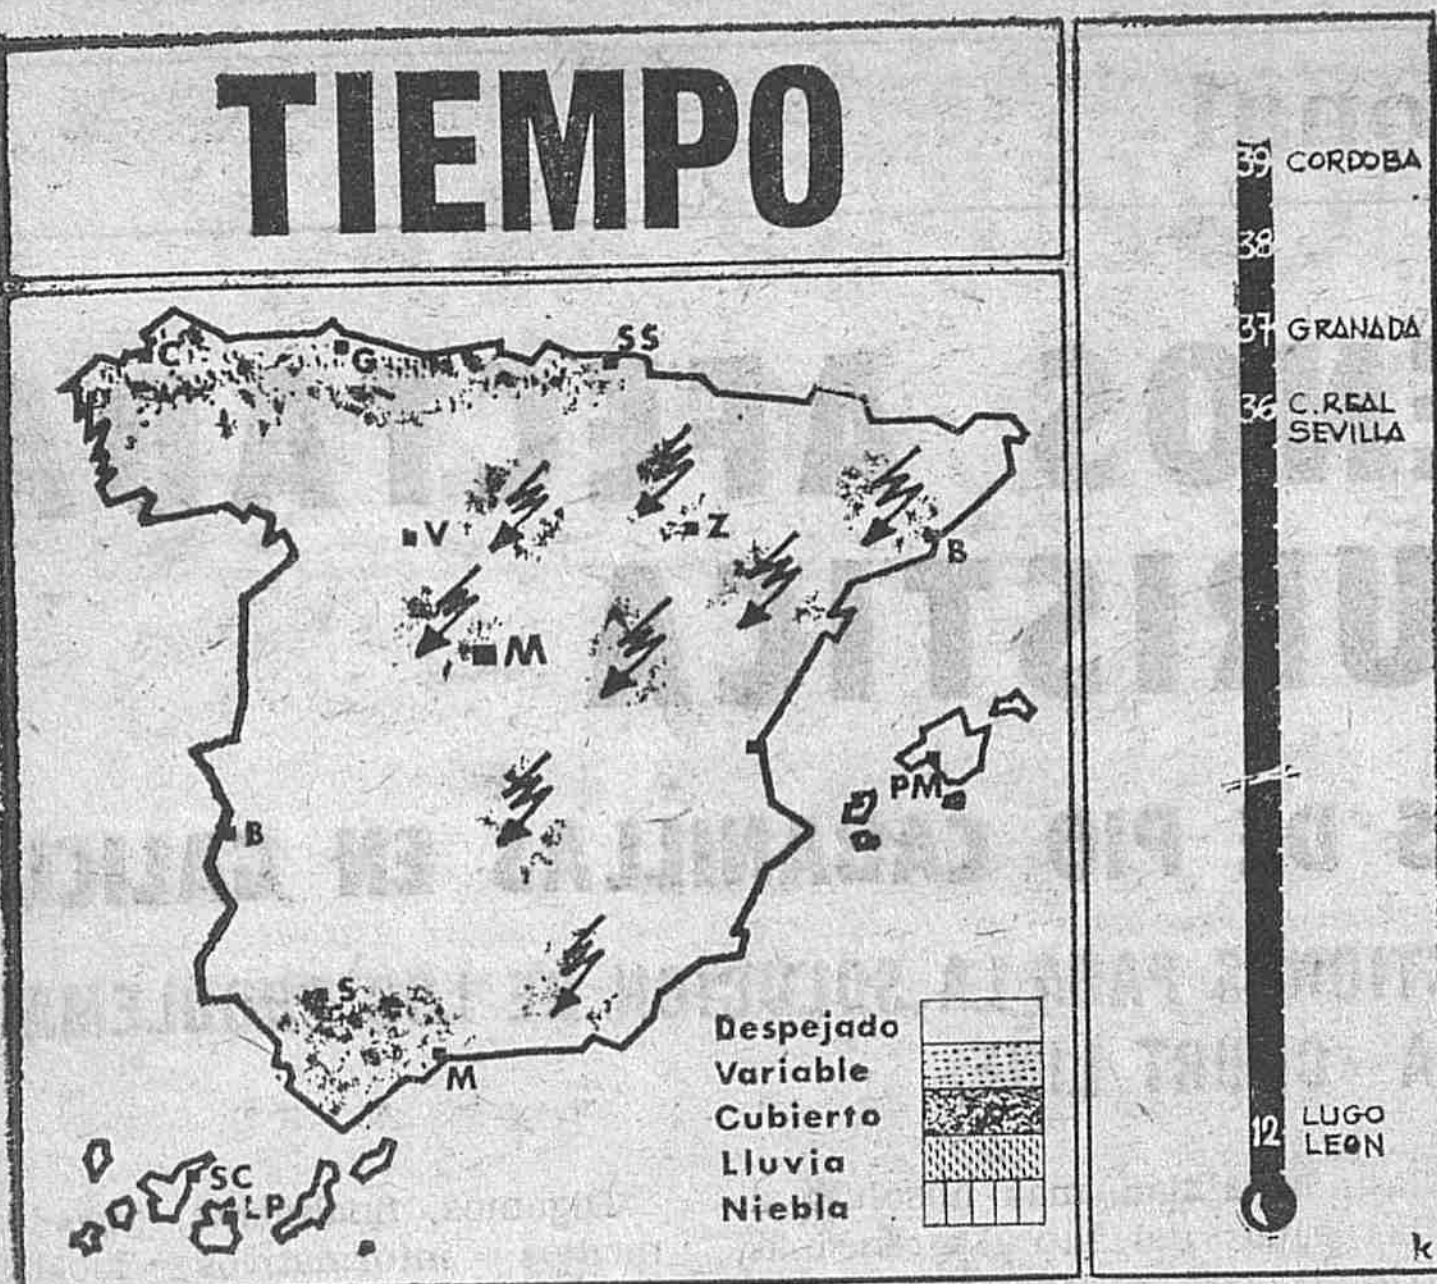 TIEMPO
C
G
SS
V
Z
B
M
PM
B
S
M
SC
LP
Despejado
Variable
Cubierto
Lluvia
Niebla
39 CORDOBA
38
37 GRANADA
36 C. REAL
SEVILLA
12 LUGO
LEON
k